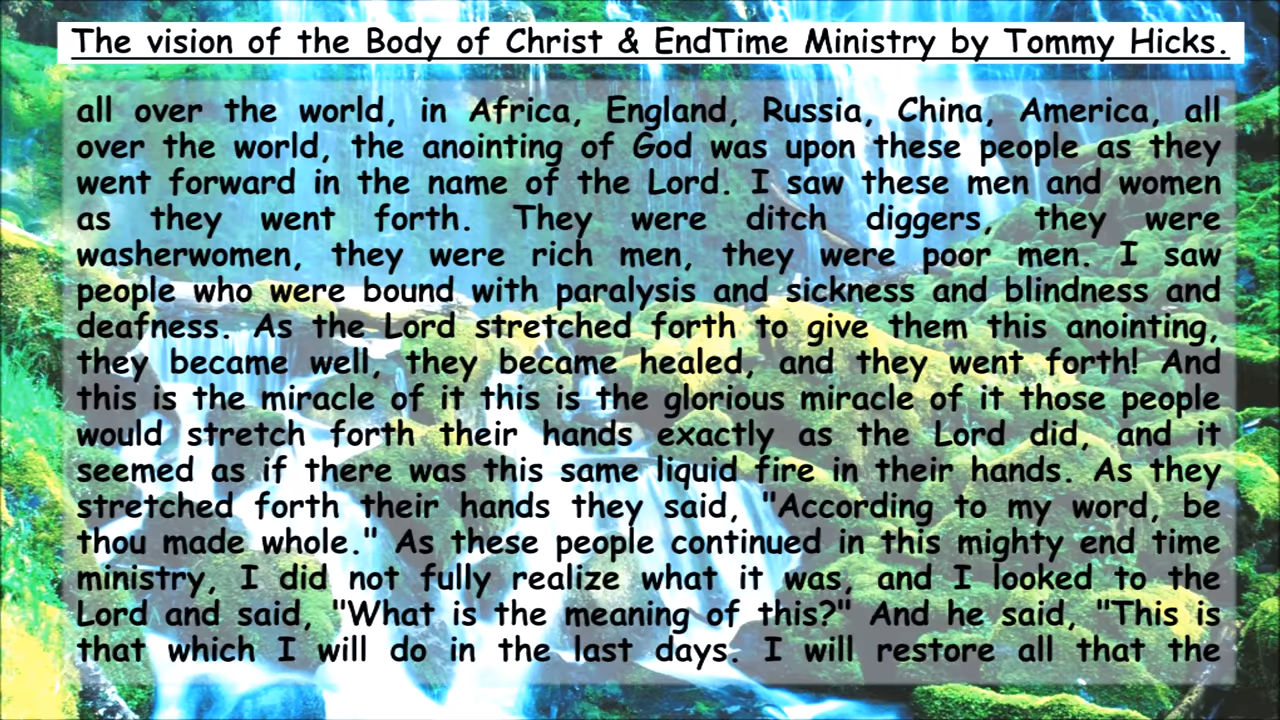 The vision of the Body of Christ & EndTime Ministry by Tommy Hicks.
all over the world, in Africa, England, Russia, China, America, all
over the world, the anointing of God was upon these people as they
went forward in the name of the Lord. I saw these men and women
as they went forth. They were ditch diggers, they were
washerwomen, they were rich men, they were poor men. I saw
people who were bound with paralysis and sickness and blindness and
deafness. As the Lord stretched forth to give them this anointing,
they became well, they became healed, and they went forth! And
this is the miracle of it this is the glorious miracle of it those people
would stretch forth their hands exactly as the Lord did, and it
seemed as if there was this same liquid fire in their hands. As they
stretched forth their hands they said, "According to my word, be
thou made whole." As these people continued in this mighty end time
ministry, I did not fully realize what it was, and I looked to the
Lord and said, "What is the meaning of this?" And he said, "This is
that which I will do in the last days. I will restore all that the